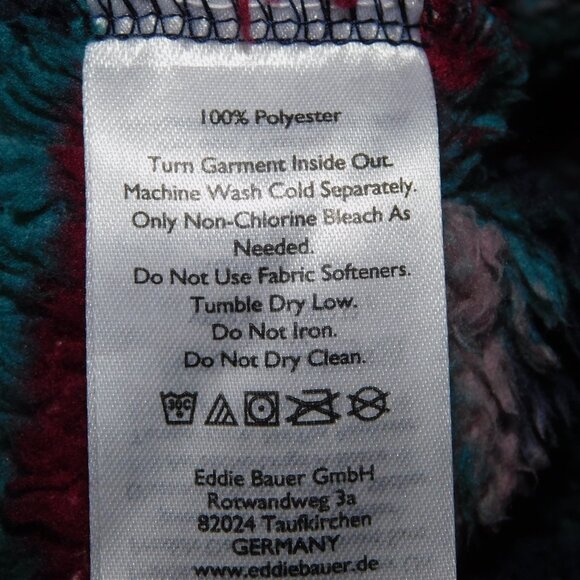 100% Polyester
Turn Garment Inside Out.
Machine Wash Cold Separately.
Only Non-Chlorine Bleach As
Needed.
Do Not Use Fabric Softeners.
Tumble Dry Low.
Do Not Iron.
Do Not Dry Clean.
30C
Eddie Bauer GmbH
Rotwandweg 3a
82024 Taufkirchen
GERMANY
www.eddiebauer.de